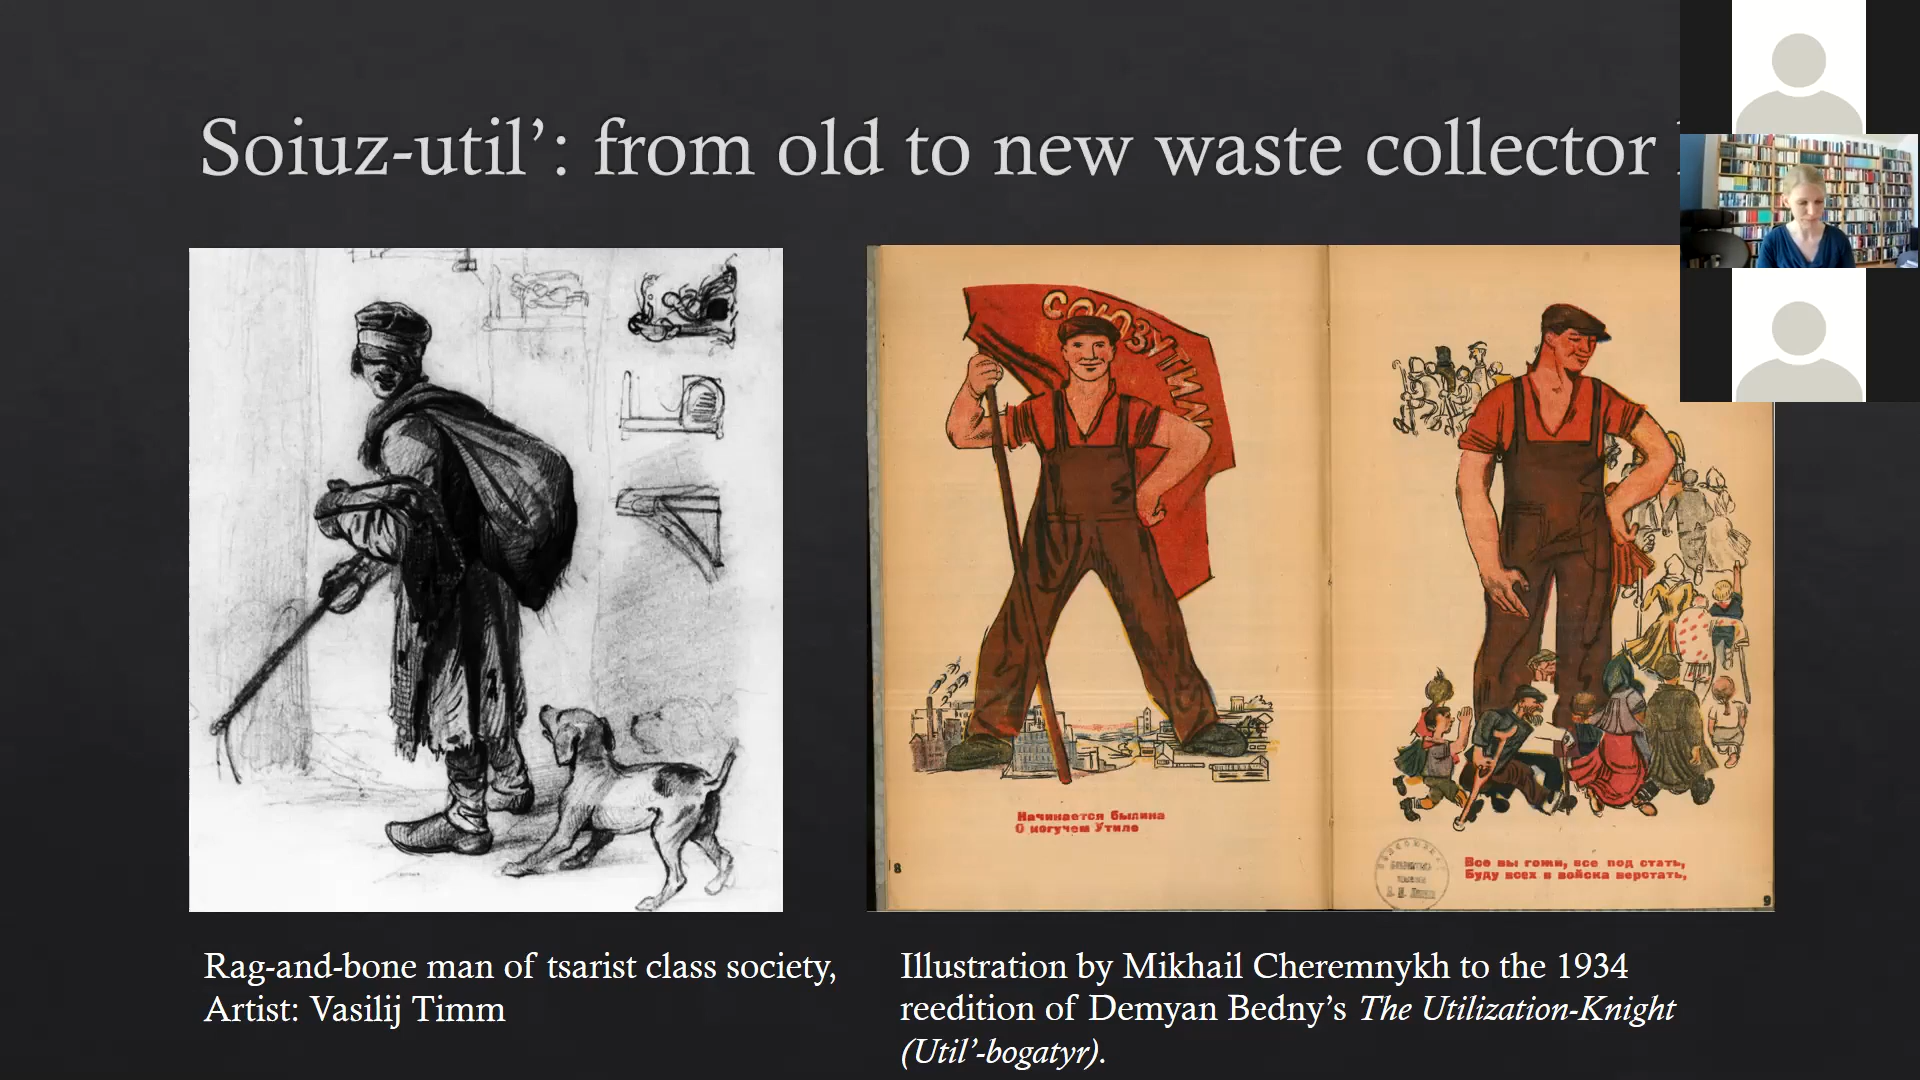 Soiuz-util’: from old to new waste collector
СОЮЗУТИЛЬ
Начинается былина
О могучем Утиле
8
Все вы гожи, все под стать,
Буду всех в войска верстать,
9
Rag-and-bone man of tsarist class society,
Artist: Vasilij Timm
Illustration by Mikhail Cheremnykh to the 1934
reedition of Demyan Bedny’s The Utilization-Knight
(Util’-bogatyr).